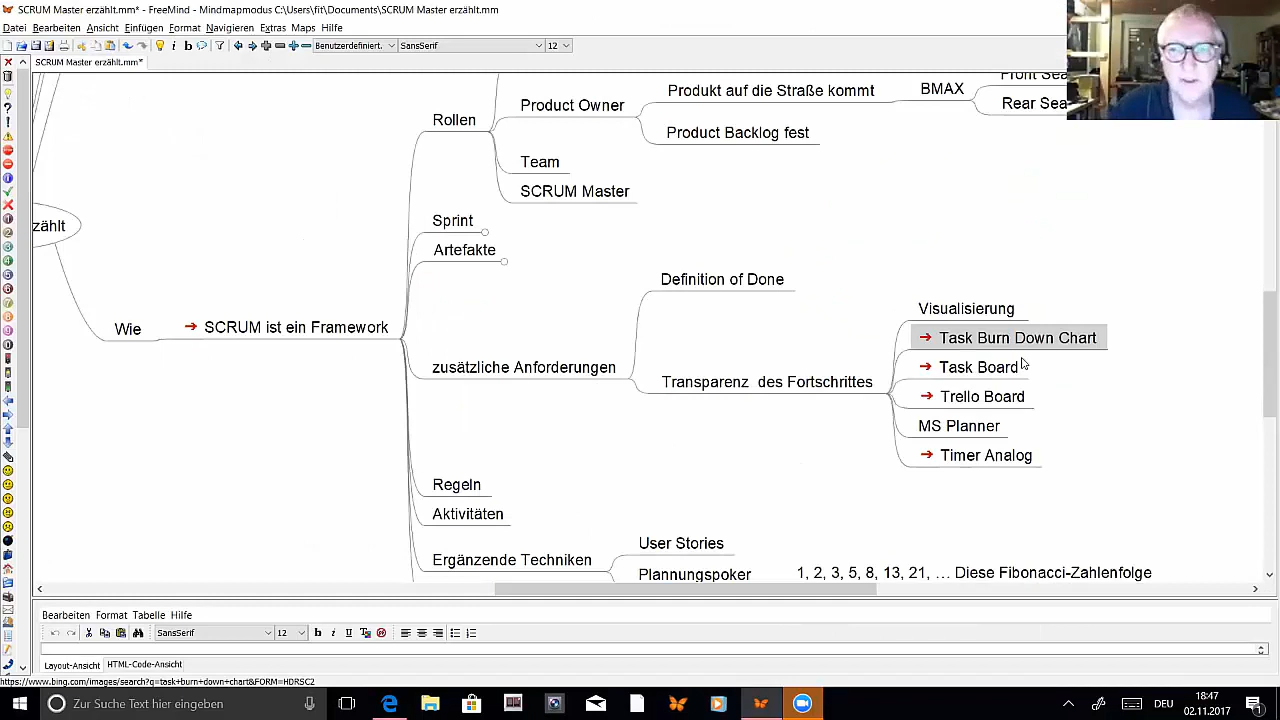 SCRUM Master erzählt.mm* - FreeMind - Mindmapmodus C:\Users\fit\Documents\SCRUM Master erzählt.mm
Datei Bearbeiten Ansicht Einfügen Format Navigieren Extras Maps Hilfe
Benutzerdefiniert. SansSerif 12
SCRUM Master erzählt.mm*
Produkt auf die Straße kommt
BMAX
Front Sea
Rear Sea
Product Owner
Product Backlog fest
Rollen
Team
SCRUM Master
zählt
Sprint
Artefakte
Definition of Done
Visualisierung
Wie
SCRUM ist ein Framework
Task Burn Down Chart
zusätzliche Anforderungen
Task Board
Transparenz des Fortschrittes
Trello Board
MS Planner
Timer Analog
Regeln
Aktivitäten
User Stories
Ergänzende Techniken
Plannungspoker
1, 2, 3, 5, 8, 13, 21, … Diese Fibonacci-Zahlenfolge
Bearbeiten Format Tabelle Hilfe
SansSerif 12 b i u
Layout-Ansicht HTML-Code-Ansicht
https://www.bing.com/images/search?q=task+burn+down+chart&FORM=HDRSC2
Zur Suche Text hier eingeben
DEU
18:47
02.11.2017